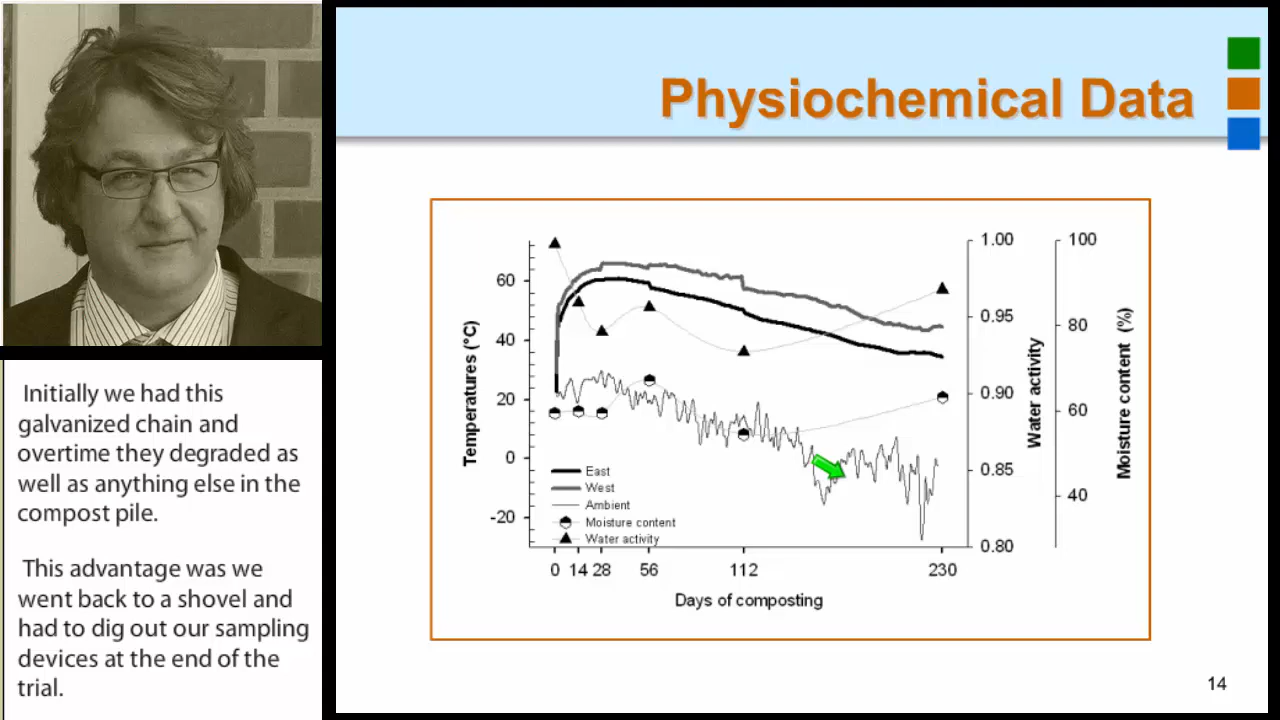 Physiochemical Data
Initially we had this
galvanized chain and
overtime they degraded as
well as anything else in the
compost pile.
This advantage was we
went back to a shovel and
had to dig out our sampling
devices at the end of the
trial.
Temperatures (°C)
60
40
20
0
-20
East
West
Ambient
Moisture content
Water activity
0 14 28 56 112 230
Days of composting
1.00
0.95
0.90
0.85
0.80
Water activity
100
80
60
40
Moisture content (%)
14